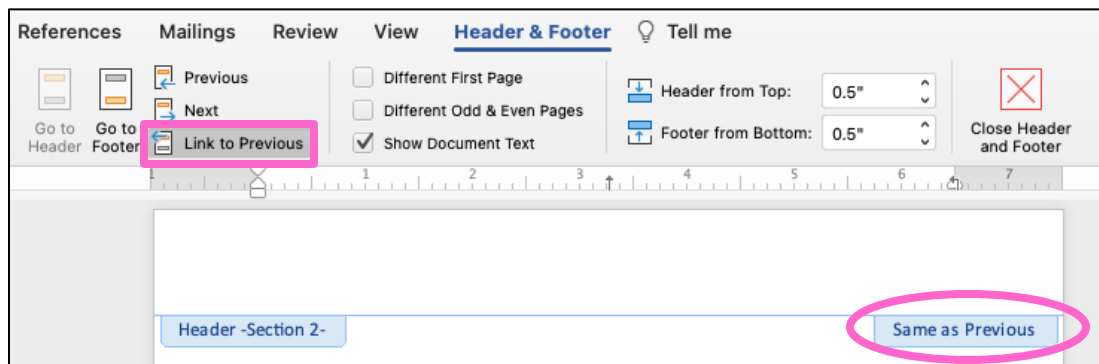 References Mailings Review View Header & Footer Tell me
Previous Different First Page
Header from Top: 0.5"
Next Different Odd & Even Pages
Go to Header
Go to Footer
Link to Previous Show Document Text
Footer from Bottom: 0.5"
Close Header
and Footer
1 1 2 3 4 5 6 7
Header -Section 2- Same as Previous